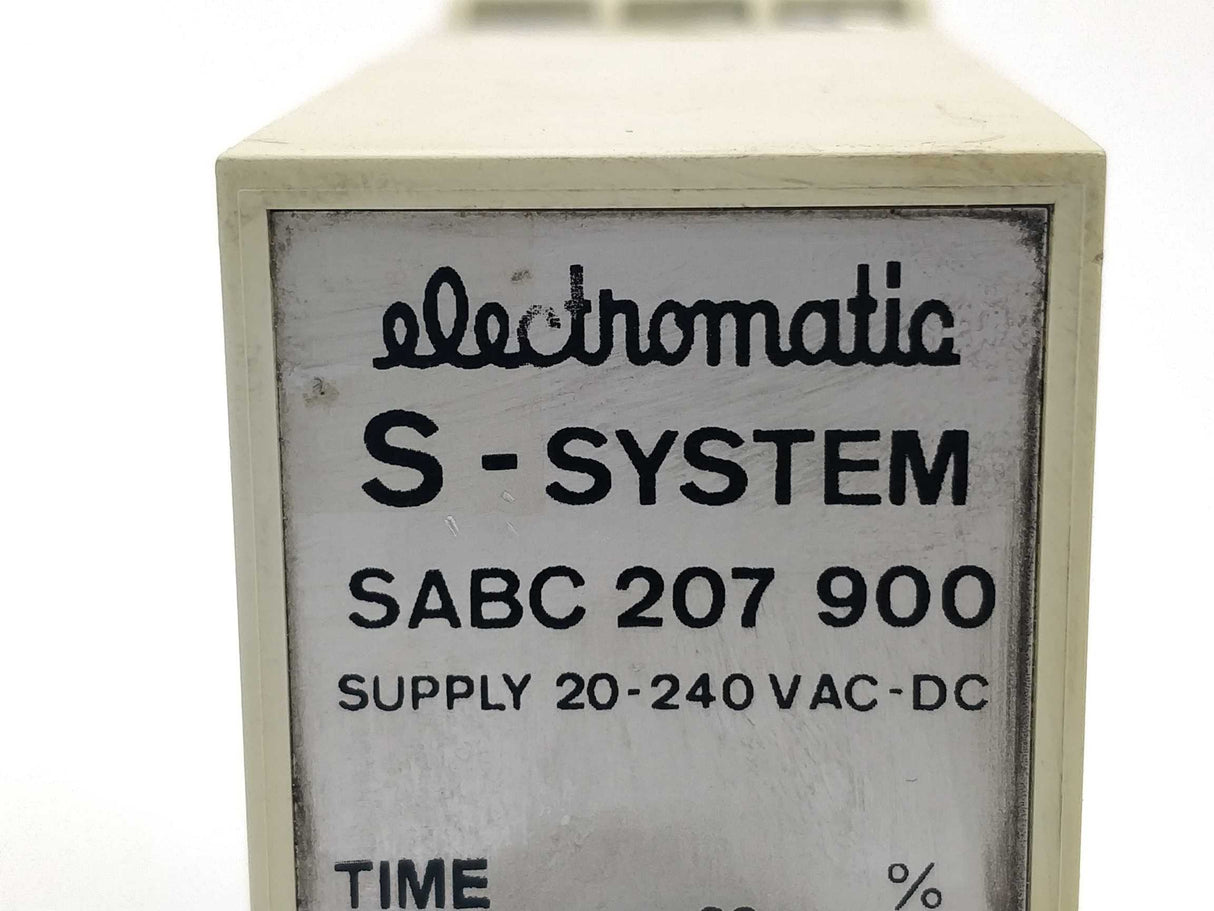 electromatic
S - SYSTEM
SABC 207 900
SUPPLY 20-240 VAC-DC
TIME %